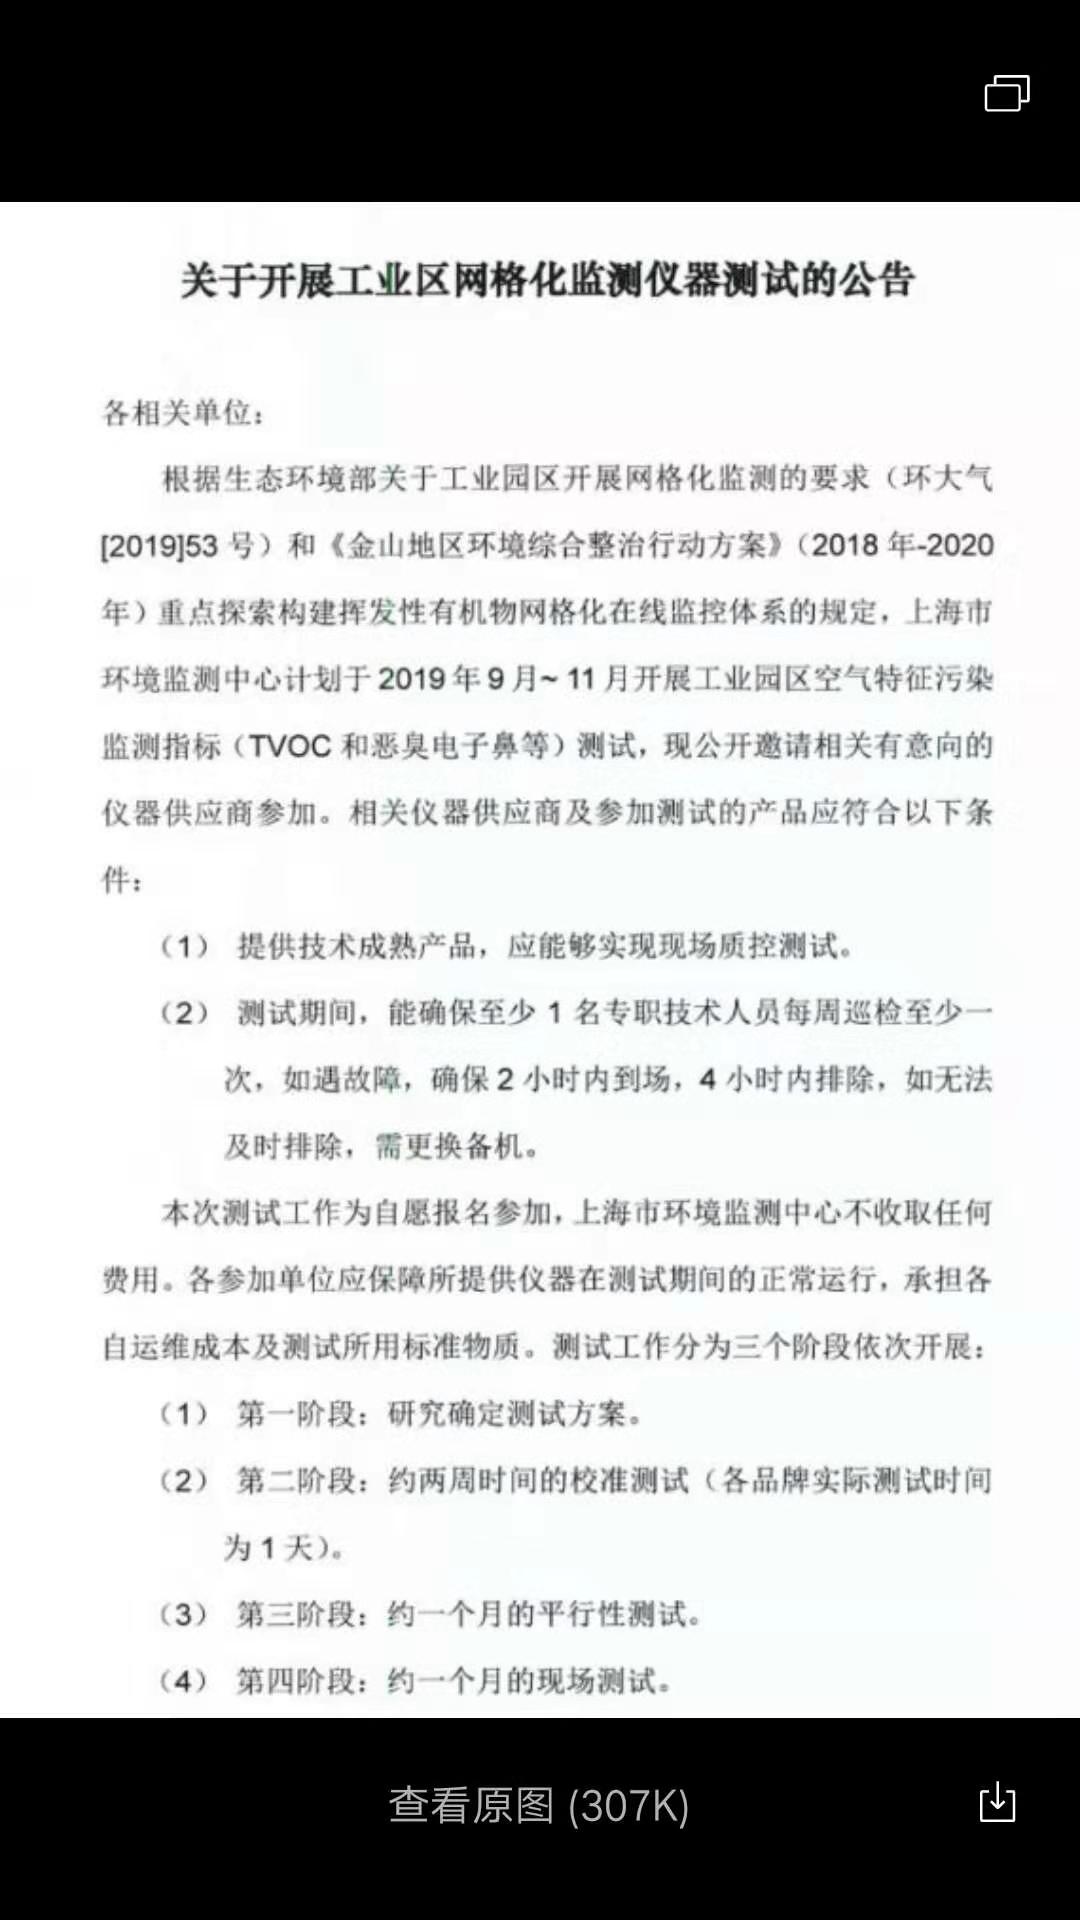 关于开展工业区网格化监测仪器测试的公告
各相关单位：
根据生态环境部关于工业园区开展网格化监测的要求（环大气
[2019]53 号）和《金山地区环境综合整治行动方案》（2018 年-2020
年）重点探索构建挥发性有机物网格化在线监控体系的规定，上海市
环境监测中心计划于 2019 年 9 月~ 11 月开展工业园区空气特征污染
监测指标（TVOC 和恶臭电子鼻等）测试，现公开邀请相关有意向的
仪器供应商参加。相关仪器供应商及参加测试的产品应符合以下条
件：
（1） 提供技术成熟产品，应能够实现现场质控测试。
（2） 测试期间，能确保至少 1 名专职技术人员每周巡检至少一
次，如遇故障，确保 2 小时内到场，4 小时内排除，如无法
及时排除，需更换备机。
本次测试工作为自愿报名参加，上海市环境监测中心不收取任何
费用。各参加单位应保障所提供仪器在测试期间的正常运行，承担各
自运维成本及测试所用标准物质。测试工作分为三个阶段依次开展：
（1） 第一阶段：研究确定测试方案。
（2） 第二阶段：约两周时间的校准测试（各品牌实际测试时间
为 1 天）。
（3） 第三阶段：约一个月的平行性测试。
（4） 第四阶段：约一个月的现场测试。
查看原图 (307K)